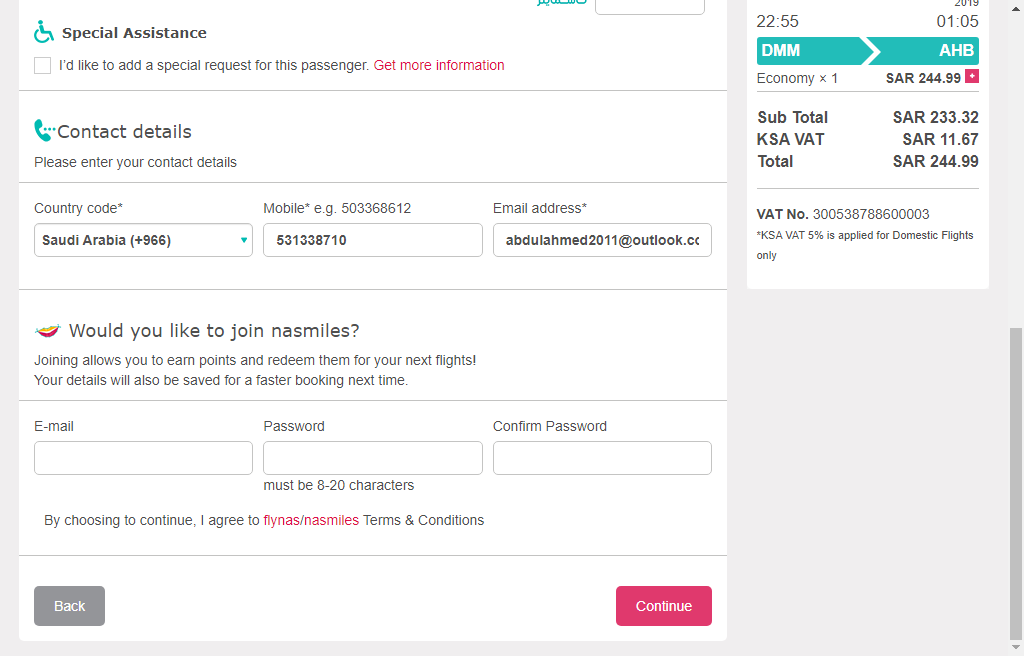 Special Assistance
I'd like to add a special request for this passenger. Get more information
Contact details
Please enter your contact details
Country code*
Mobile* e.g. 503368612
Email address*
Saudi Arabia (+966)
531338710
abdulahmed2011@outlook.cc
Would you like to join nasmiles?
Joining allows you to earn points and redeem them for your next flights!
Your details will also be saved for a faster booking next time.
E-mail
Password
Confirm Password
must be 8-20 characters
By choosing to continue, I agree to flynas/nasmiles Terms & Conditions
Back
Continue
2019
22:55 01:05
DMM AHB
Economy × 1 SAR 244.99 +
Sub Total SAR 233.32
KSA VAT SAR 11.67
Total SAR 244.99
VAT No. 300538788600003
*KSA VAT 5% is applied for Domestic Flights
only